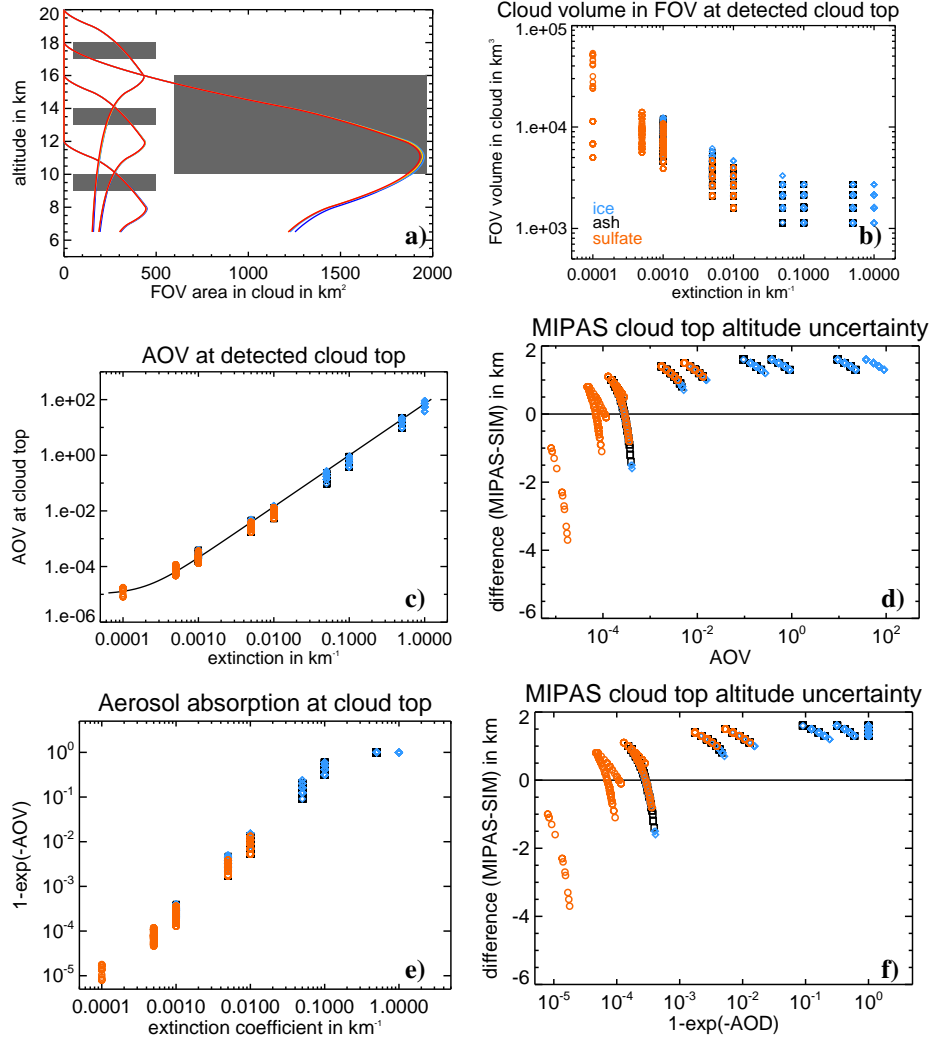 20
18
16
14
12
10
8
6
altitude in km
0
500
1000
1500
2000
FOV area in cloud in km²
a)
Cloud volume in FOV at detected cloud top
1.e+05
1.e+04
1.e+03
FOV volume in cloud in km³
ice
ash
sulfate
0.0001
0.0010
0.0100
0.1000
1.0000
extinction in km⁻¹
b)
AOV at detected cloud top
1.e+02
1.e+00
1.e-02
1.e-04
1.e-06
AOV at cloud top
0.0001
0.0010
0.0100
0.1000
1.0000
extinction in km⁻¹
c)
MIPAS cloud top altitude uncertainty
2
0
-2
-4
-6
difference (MIPAS-SIM) in km
10⁻⁴
10⁻²
10⁰
10²
AOV
d)
Aerosol absorption at cloud top
10⁰
10⁻¹
10⁻²
10⁻³
10⁻⁴
10⁻⁵
1-exp(-AOV)
0.0001
0.0010
0.0100
0.1000
1.0000
extinction coefficient in km⁻¹
e)
MIPAS cloud top altitude uncertainty
2
0
-2
-4
-6
difference (MIPAS-SIM) in km
10⁻⁵
10⁻⁴
10⁻³
10⁻²
10⁻¹
10⁰
1-exp(-AOD)
f)